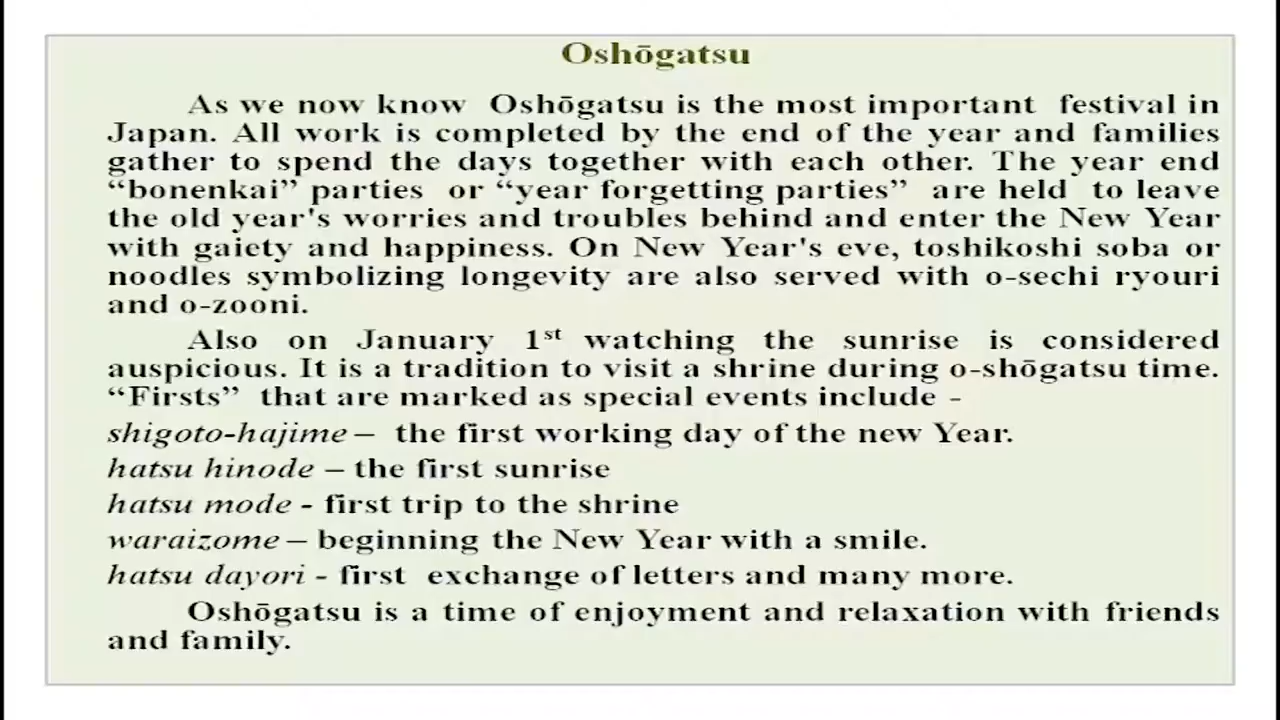 Oshōgatsu
As we now know Oshōgatsu is the most important festival in
Japan. All work is completed by the end of the year and families
gather to spend the days together with each other. The year end
“bonenkai” parties or “year forgetting parties” are held to leave
the old year's worries and troubles behind and enter the New Year
with gaiety and happiness. On New Year's eve, toshikoshi soba or
noodles symbolizing longevity are also served with o-sechi ryouri
and o-zooni.
Also on January 1st watching the sunrise is considered
auspicious. It is a tradition to visit a shrine during o-shōgatsu time.
“Firsts” that are marked as special events include -
shigoto-hajime – the first working day of the new Year.
hatsu hinode – the first sunrise
hatsu mode - first trip to the shrine
waraizome – beginning the New Year with a smile.
hatsu dayori - first exchange of letters and many more.
Oshōgatsu is a time of enjoyment and relaxation with friends
and family.